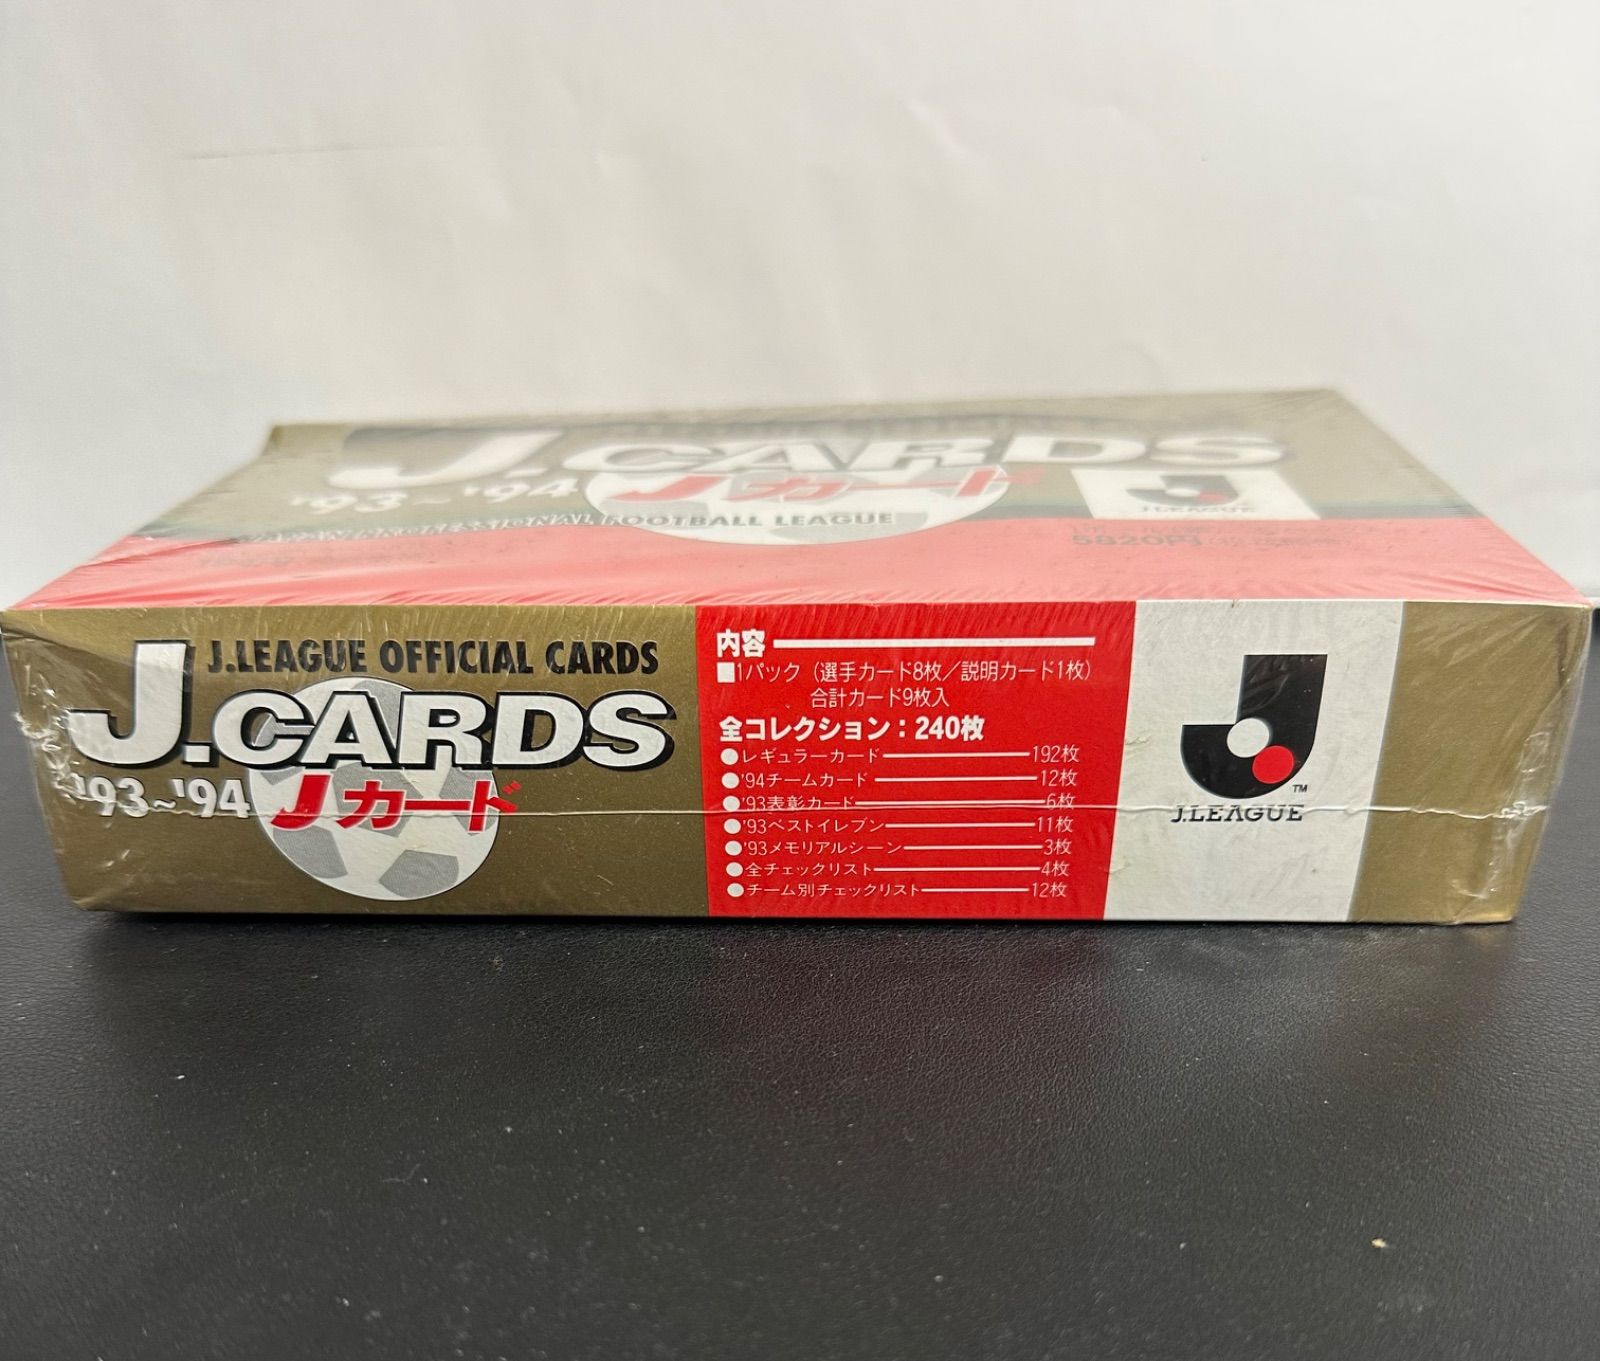 J.CARDS
'93~'94
Jカード
JAPAN PROFESSIONAL FOOTBALL LEAGUE
J.LEAGUE
5820円
J.LEAGUE OFFICIAL CARDS
J.CARDS
'93~'94
Jカード
内容
■1パック(選手カード8枚/説明カード1枚)
合計カード9枚入
全コレクション:240枚
●レギュラーカード192枚
●'94チームカード12枚
●'93表彰カード6枚
●'93ベストイレブン11枚
●'93メモリアルシーン3枚
●全チェックリスト4枚
●チーム別チェックリスト12枚
TM
J.LEAGUE